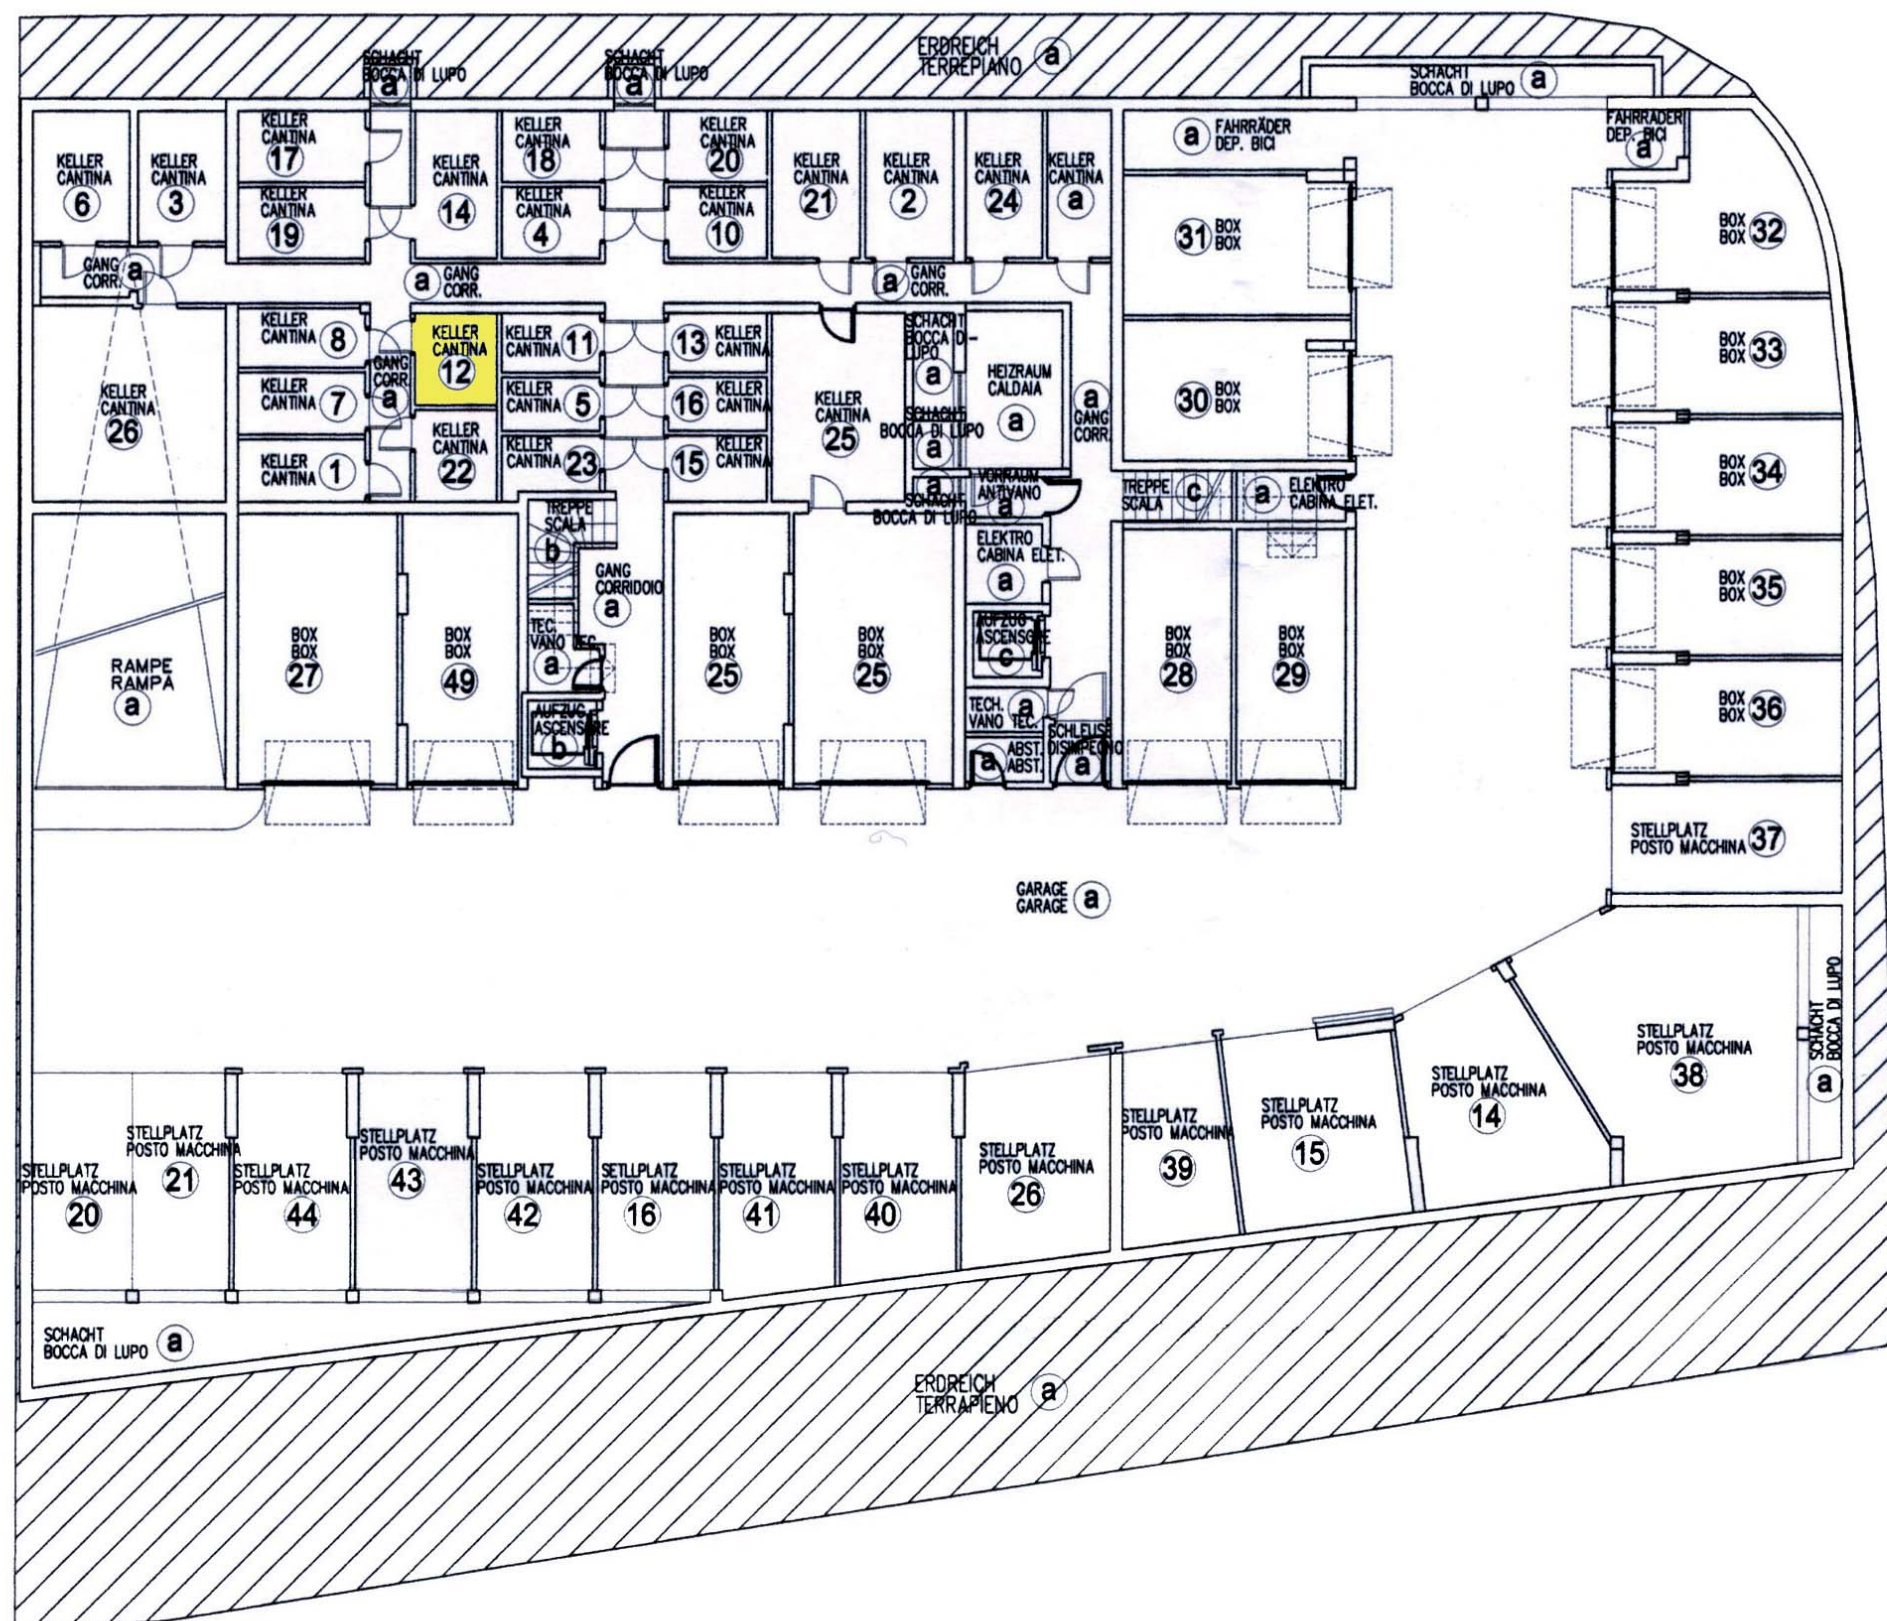 ERDREICH
TERREPIANO a
SCHACHT
BOCCA DI LUPO
a
SCHACHT
BOCCA DI LUPO
a
SCHACHT
BOCCA DI LUPO a
KELLER
CANTINA
6
KELLER
CANTINA
3
KELLER
CANTINA
17
KELLER
CANTINA
19
KELLER
CANTINA
14
KELLER
CANTINA
18
KELLER
CANTINA
4
KELLER
CANTINA
20
KELLER
CANTINA
10
KELLER
CANTINA
21
KELLER
CANTINA
2
KELLER
CANTINA
24
KELLER
CANTINA
a
a FAHRRÄDER
DEP. BICI
FAHRRÄDER
DEP. BICI
a
31 BOX
BOX
BOX
BOX 32
GANG
CORR. a
a GANG
CORR.
a GANG
CORR.
KELLER
CANTINA 8
KELLER
CANTINA
12
KELLER
CANTINA 11
13 KELLER
CANTINA
SCHACHT
BOCCA DI -
LUPO
a
HEIZRAUM
CALDAIA
a
BOX
BOX 33
GANG
CORR.
a
KELLER
CANTINA 7
KELLER
CANTINA 5
16 KELLER
CANTINA
KELLER
CANTINA
25
KELLER
CANTINA
26
a
GANG
CORR.
30 BOX
BOX
SCHACHT
BOCCA DI LUPO
a
KELLER
CANTINA 1
KELLER
CANTINA
22
KELLER
CANTINA 23
15 KELLER
CANTINA
BOX
BOX 34
a
SCHACHT
BOCCA DI LUPO
VORRAUM
ANTIVANO
a
TREPPE
SCALA c
a ELEKTRO
CABINA ELET.
TREPPE
SCALA
b
ELEKTRO
CABINA ELET.
a
GANG
CORRIDOIO
a
BOX
BOX 35
TEC.
VANO TEC.
a
AUFZUG
ASCENSORE
c
RAMPE
RAMPA
a
BOX
BOX
27
BOX
BOX
49
BOX
BOX
25
BOX
BOX
25
BOX
BOX
28
BOX
BOX
29
BOX
BOX 36
AUFZUG
ASCENSORE
b
TECH.
VANO TEC.
a
a ABST.
ABST.
SCHLEUSE
DISIMPEGNO
a
STELLPLATZ
POSTO MACCHINA 37
GARAGE
GARAGE a
STELLPLATZ
POSTO MACCHINA
38
SCHACHT
BOCCA DI LUPO
a
STELLPLATZ
POSTO MACCHINA
20
STELLPLATZ
POSTO MACCHINA
21
STELLPLATZ
POSTO MACCHINA
44
STELLPLATZ
POSTO MACCHINA
43
STELLPLATZ
POSTO MACCHINA
42
SETLLPLATZ
POSTO MACCHINA
16
STELLPLATZ
POSTO MACCHINA
41
STELLPLATZ
POSTO MACCHINA
40
STELLPLATZ
POSTO MACCHINA
26
STELLPLATZ
POSTO MACCHINA
39
STELLPLATZ
POSTO MACCHINA
15
STELLPLATZ
POSTO MACCHINA
14
SCHACHT
BOCCA DI LUPO a
ERDREICH
TERRAPIENO a